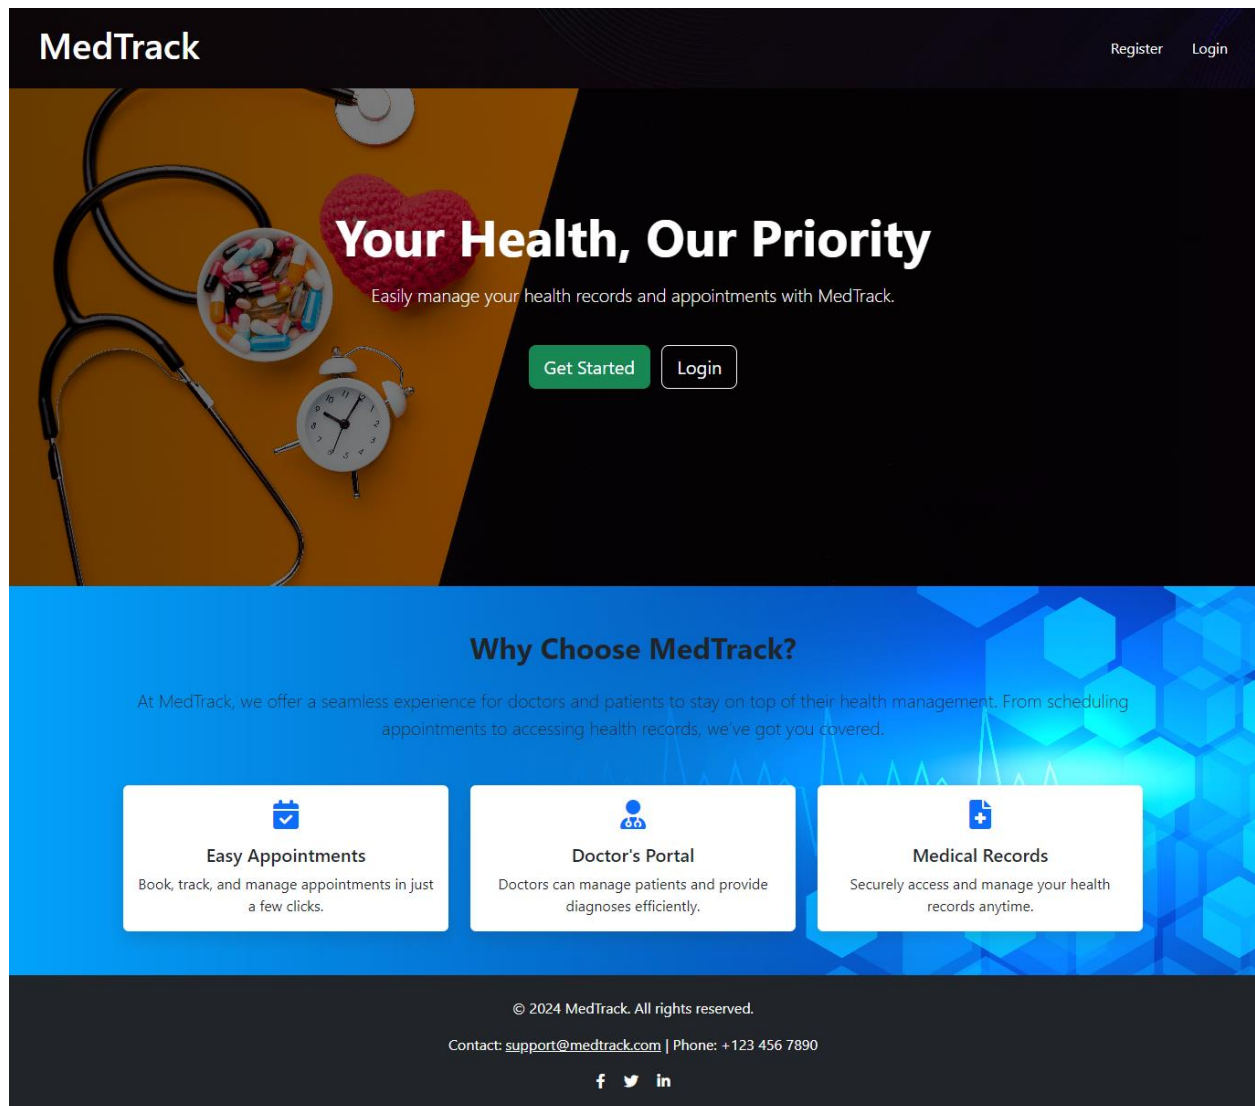 MedTrack
Register Login
Your Health, Our Priority
Easily manage your health records and appointments with MedTrack.
Get Started Login
Why Choose MedTrack?
At MedTrack, we offer a seamless experience for doctors and patients to stay on top of their health management. From scheduling
appointments to accessing health records, we've got you covered.
Easy Appointments
Book, track, and manage appointments in just
a few clicks.
Doctor's Portal
Doctors can manage patients and provide
diagnoses efficiently.
Medical Records
Securely access and manage your health
records anytime.
© 2024 MedTrack. All rights reserved.
Contact: support@medtrack.com | Phone: +123 456 7890